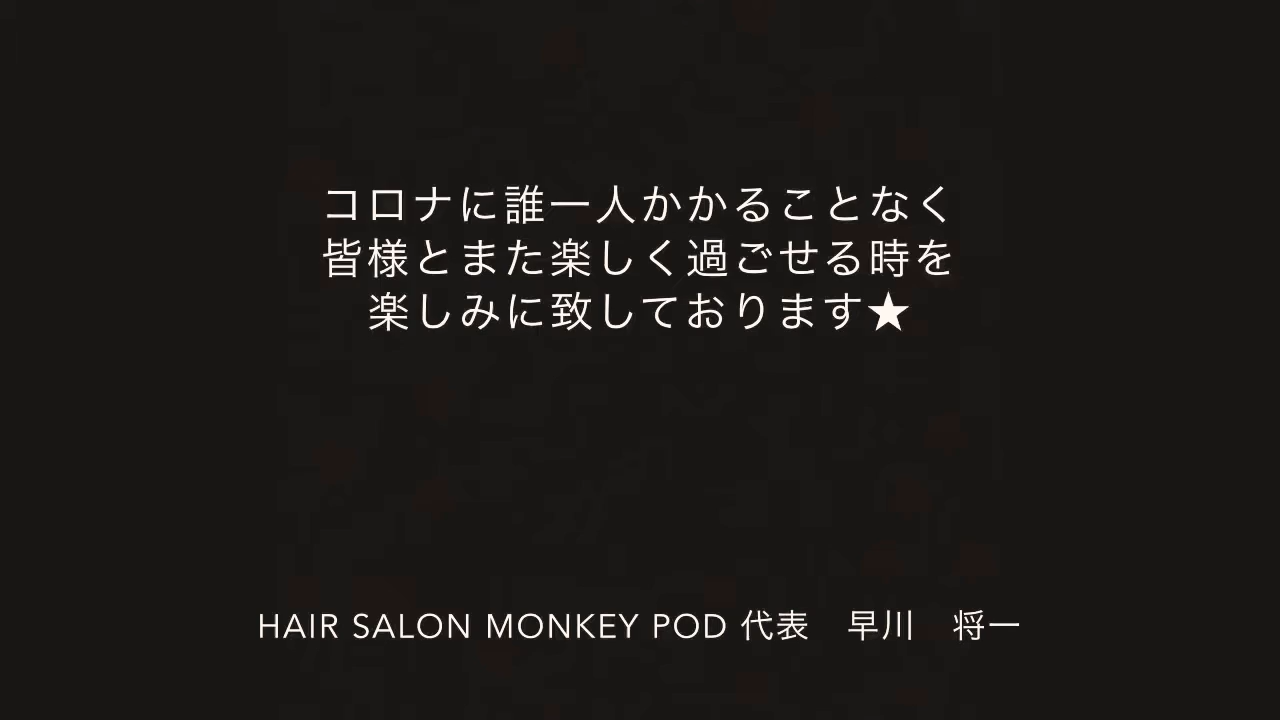 コロナに誰一人かかることなく
皆様とまた楽しく過ごせる時を
楽しみに致しております★
HAIR SALON MONKEY POD 代表　早川　将一